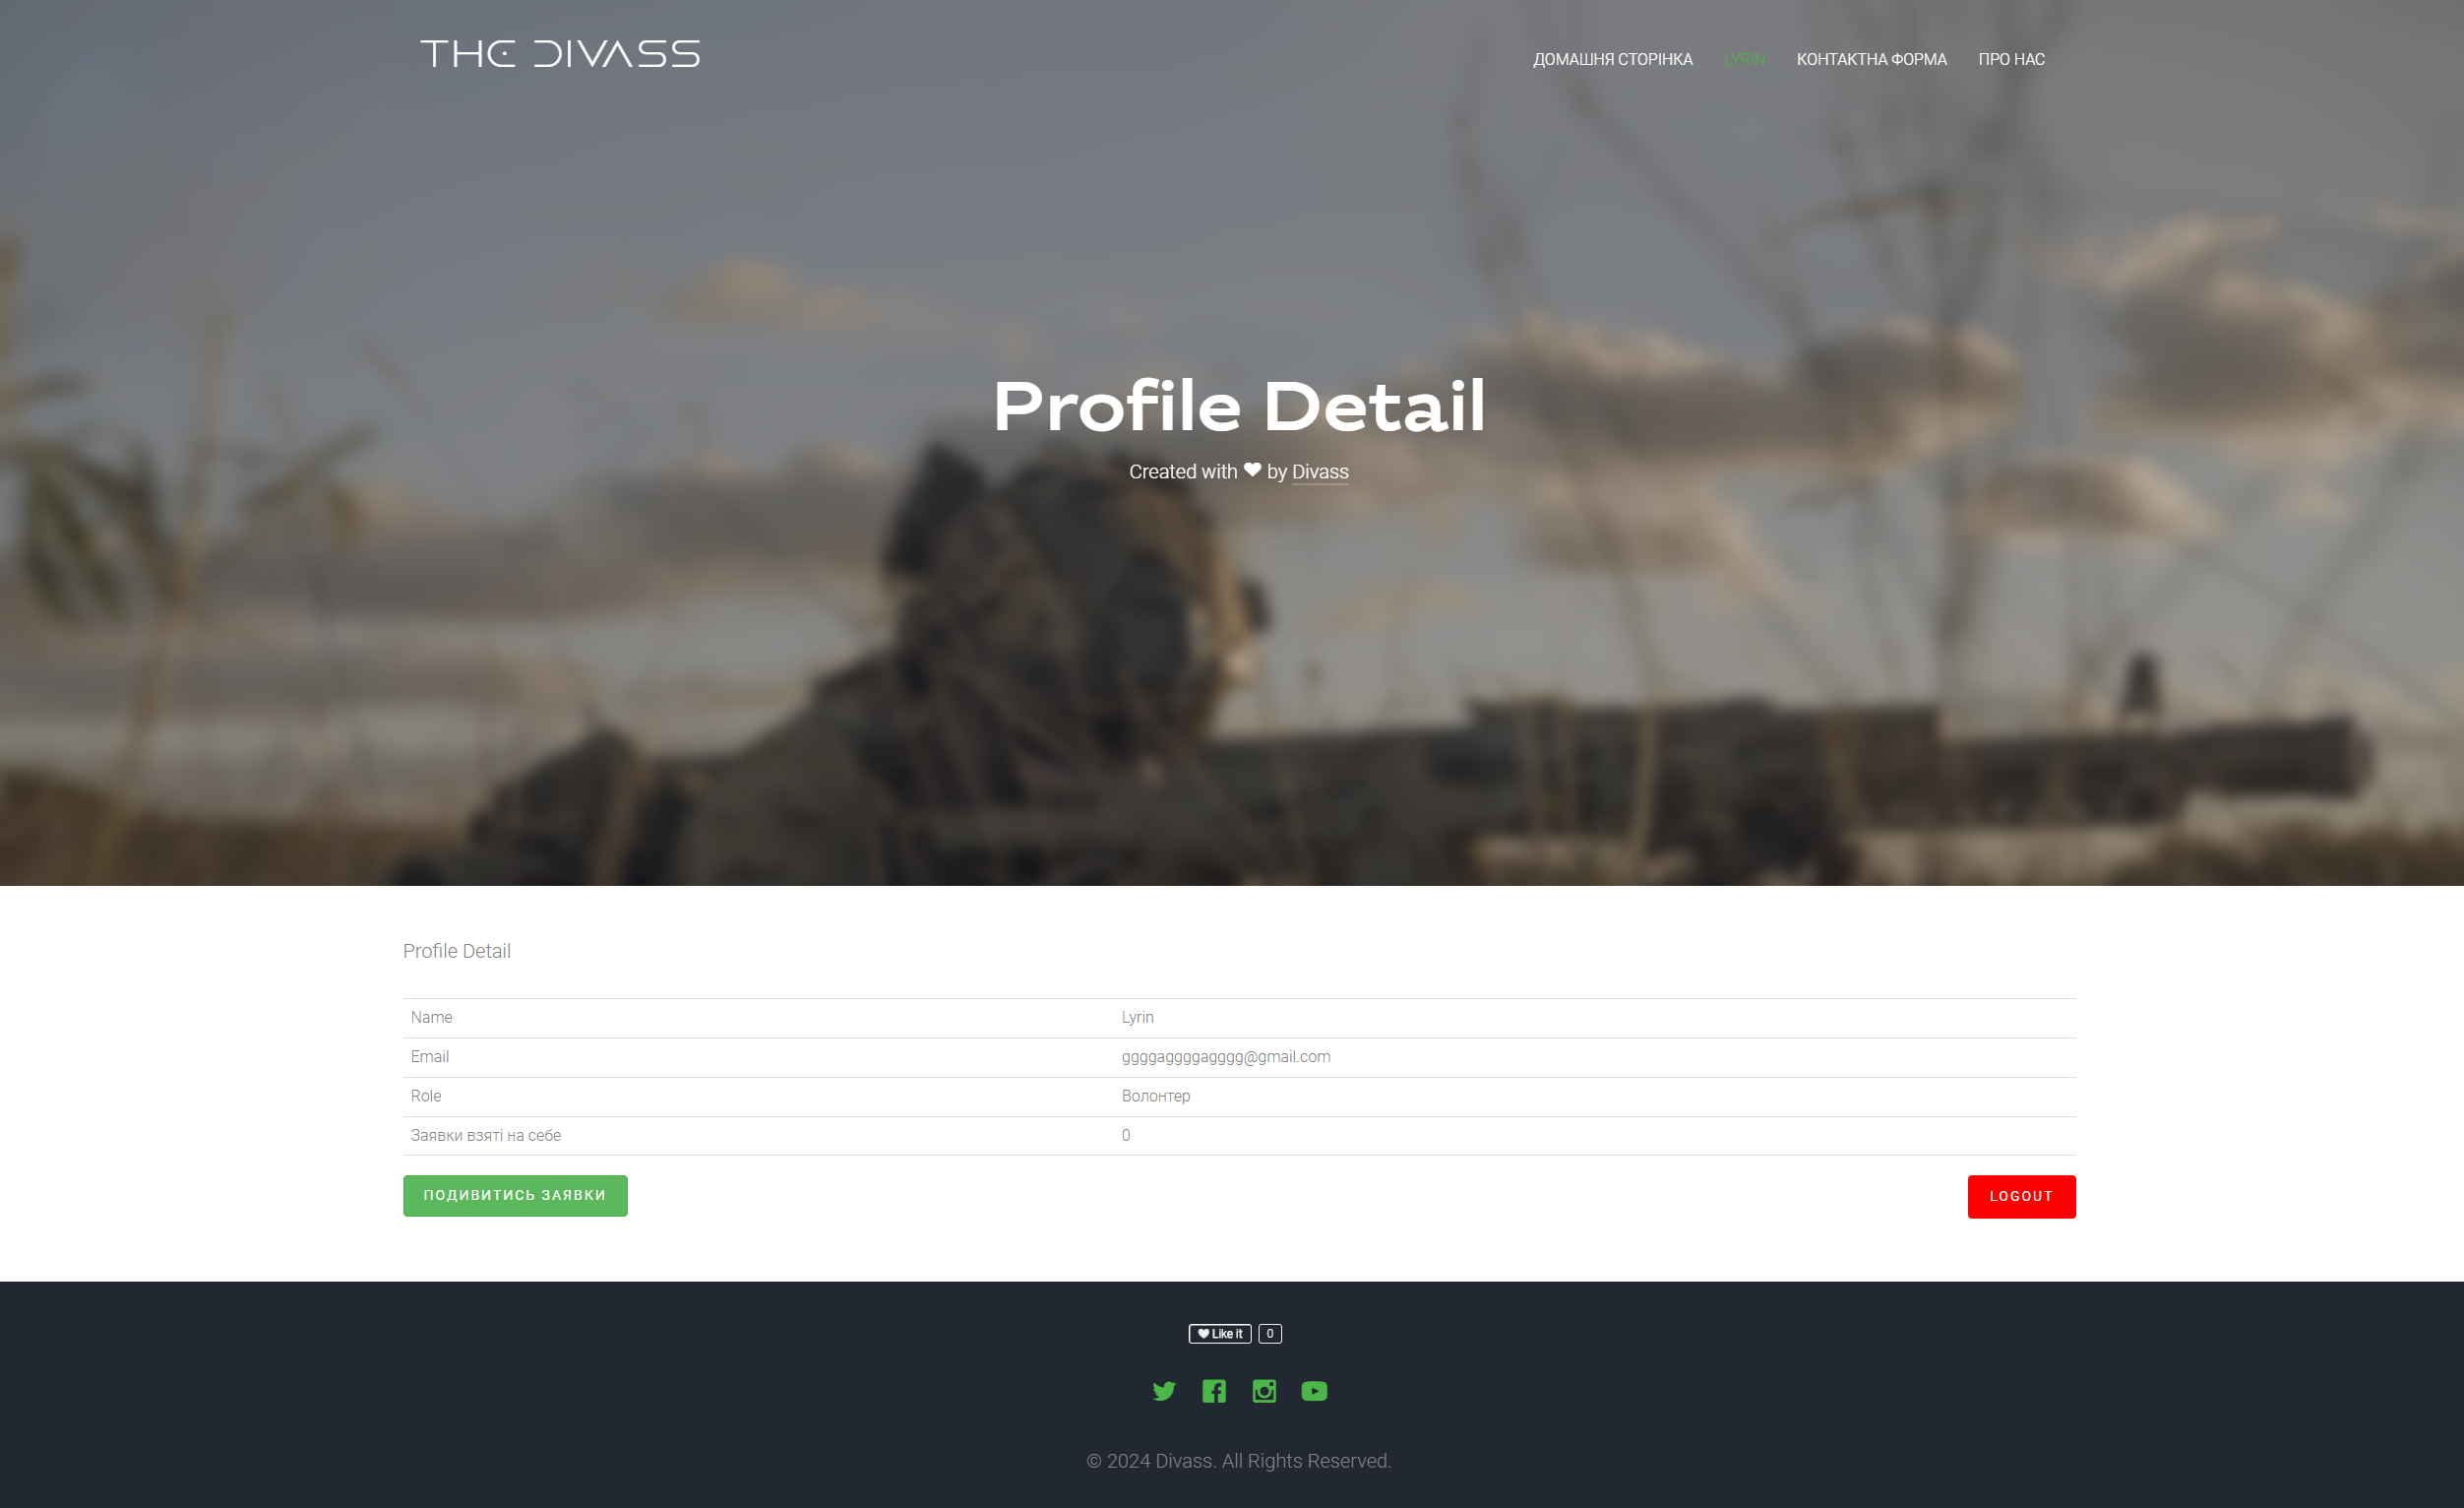 THE DIVASS
ДОМАШНЯ СТОРІНКА LYRIN КОНТАКТНА ФОРМА ПРО НАС
Profile Detail
Created with ❤ by Divass
Profile Detail
Name Lyrin
Email ggggaggggagggg@gmail.com
Role Волонтер
Заявки взяті на себе 0
ПОДИВИТИСЬ ЗАЯВКИ LOGOUT
Like it 0
© 2024 Divass. All Rights Reserved.